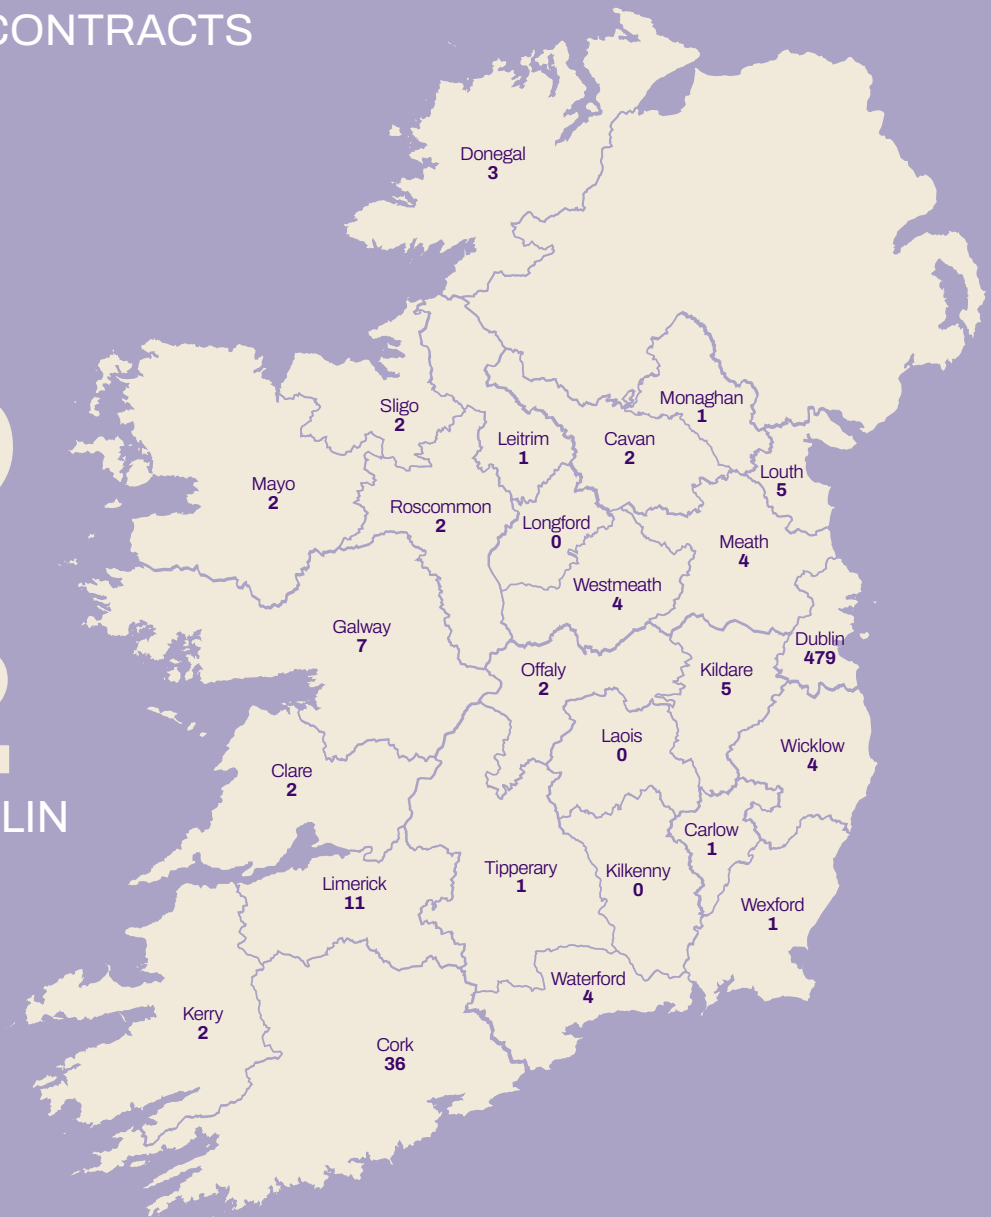 CONTRACTS
Donegal
3
Monaghan
1
Sligo
2
Leitrim
1
Cavan
2
Louth
5
Mayo
2
Roscommon
2
Longford
0
Meath
4
Westmeath
4
Galway
7
Dublin
479
Offaly
2
Kildare
5
Laois
0
Wicklow
4
Clare
2
LIN
Carlow
1
Tipperary
1
Kilkenny
0
Limerick
11
Wexford
1
Waterford
4
Kerry
2
Cork
36